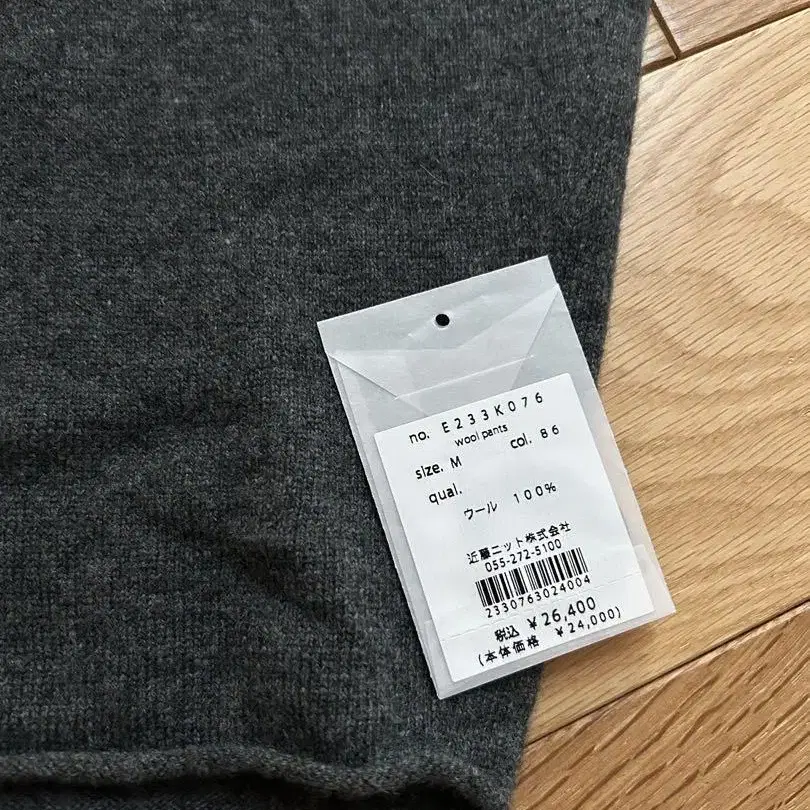 no. E233K076
wool pants
size. M col. 86
qual.
ウール 100%
近藤ニット株式会社
055-272-5100
2330763024004
税込 ¥26,400
(本体価格 ¥24,000)